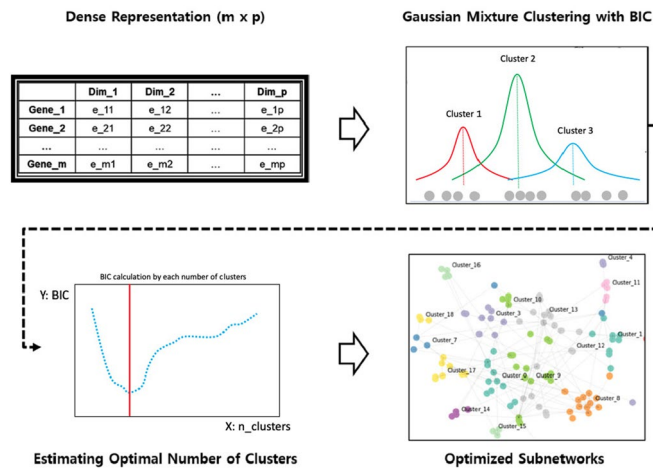 Dense Representation (m x p)
Gaussian Mixture Clustering with BIC
Dim_1 Dim_2 ... Dim_p
Gene_1 e_11 e_12 ... e_1p
Gene_2 e_21 e_22 ... e_2p
... ... ... ...
Gene_m e_m1 e_m2 ... e_mp
Cluster 2
Cluster 1
Cluster 3
BIC calculation by each number of clusters
Y: BIC
X: n_clusters
Cluster_4
Cluster_16
Cluster_11
Cluster_10
Cluster_13
Cluster_18
Cluster_3
Cluster_1
Cluster_7
Cluster_12
Cluster_17
Cluster_9
Cluster_8
Cluster_14
Cluster_15
Estimating Optimal Number of Clusters
Optimized Subnetworks